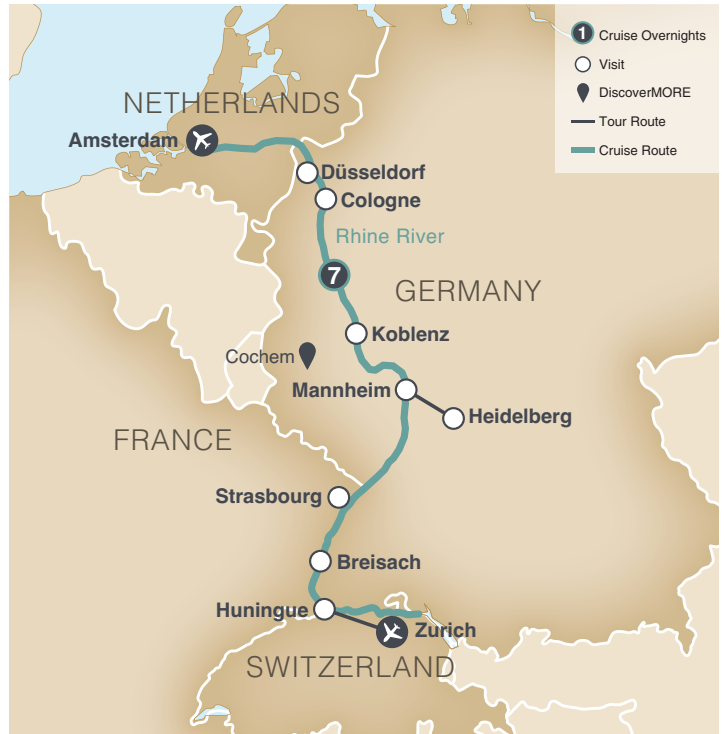 1 Cruise Overnights
Visit
DiscoverMORE
Tour Route
Cruise Route
NETHERLANDS
Amsterdam
Düsseldorf
Cologne
Rhine River
7
GERMANY
Koblenz
Cochem
Mannheim
Heidelberg
FRANCE
Strasbourg
Breisach
Huningue
Zurich
SWITZERLAND